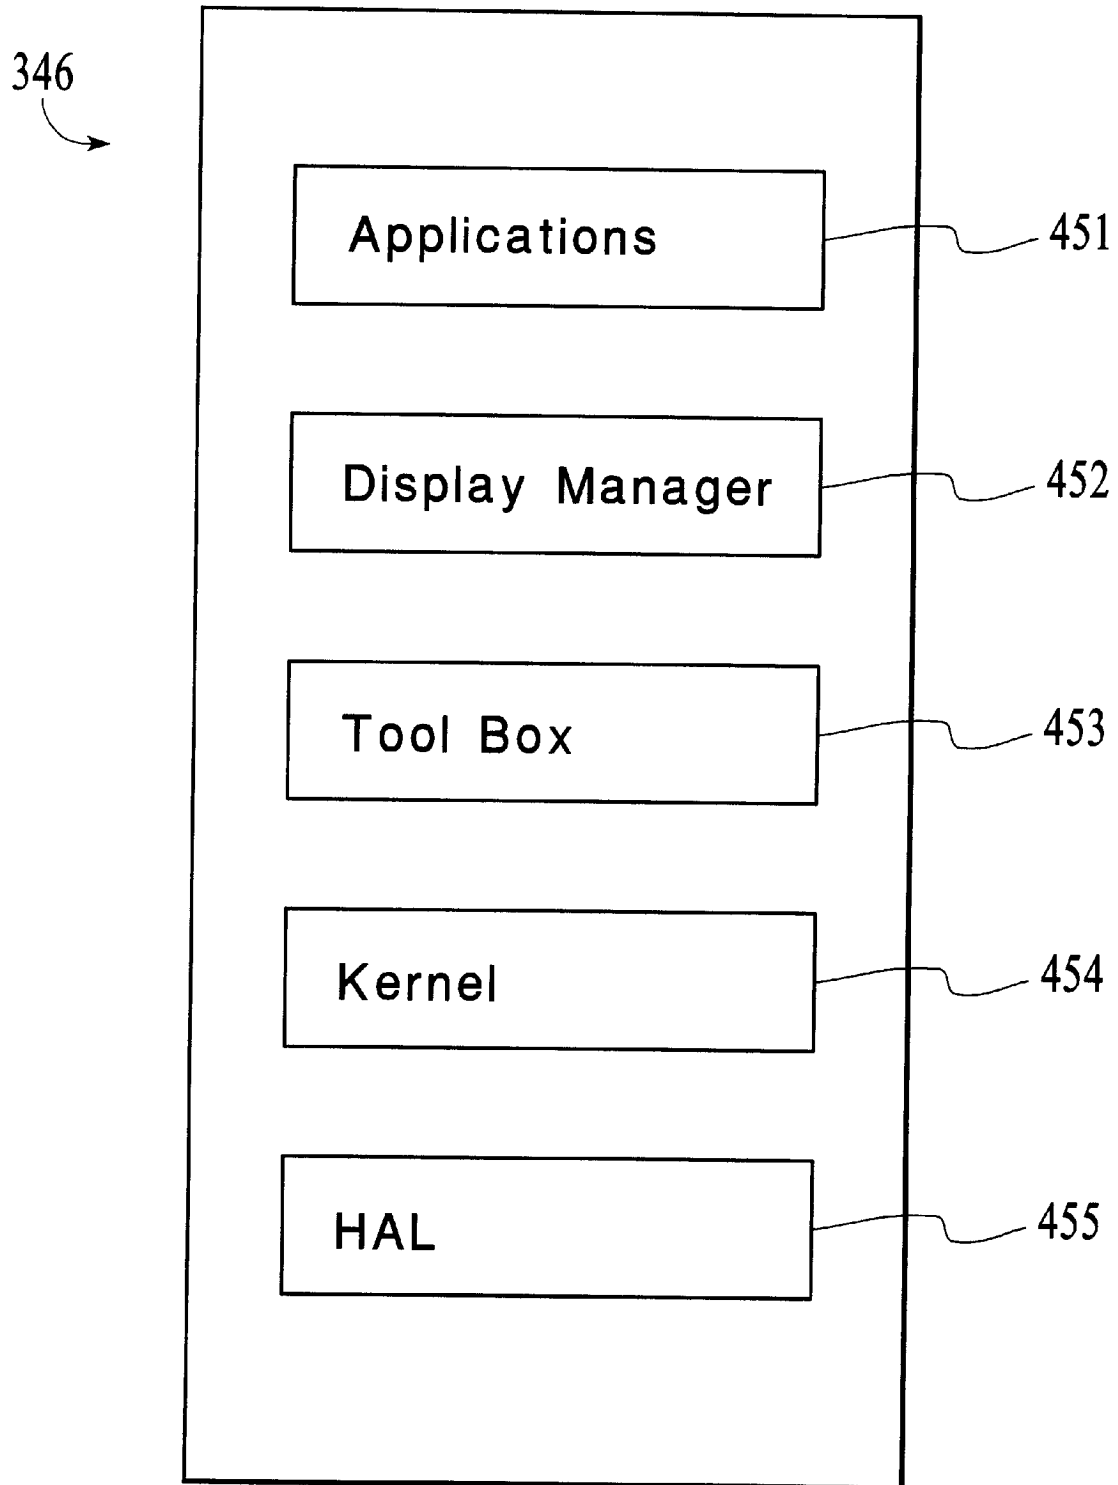 346
Applications
451
Display Manager
452
Tool Box
453
Kernel
454
HAL
455